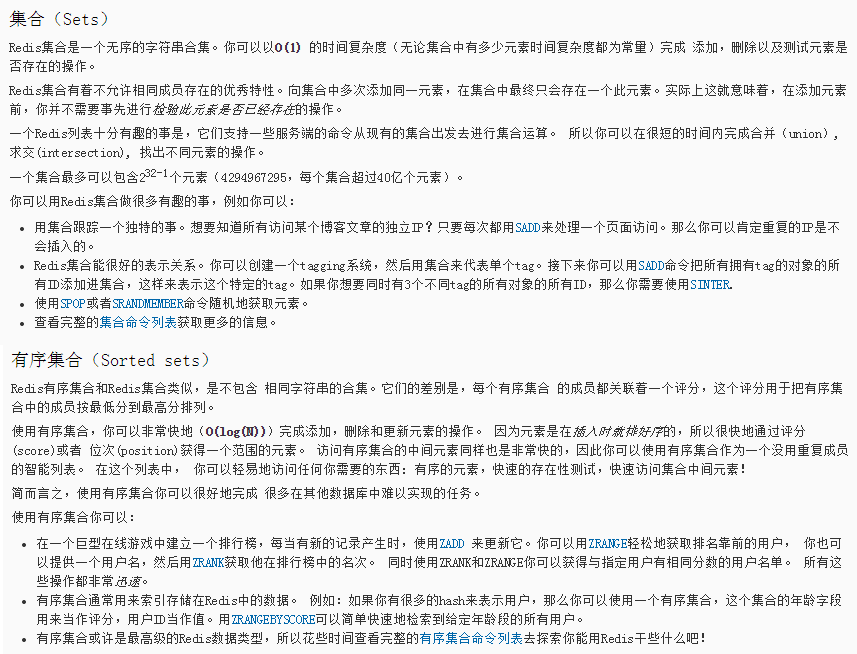 集合（Sets）
Redis集合是一个无序的字符串合集。你可以以O(1) 的时间复杂度（无论集合中有多少元素时间复杂度都为常量）完成 添加，删除以及测试元素是
否存在的操作。
Redis集合有着不允许相同成员存在的优秀特性。向集合中多次添加同一元素，在集合中最终只会存在一个此元素。实际上这就意味着，在添加元素
前，你并不需要事先进行检验此元素是否已经存在的操作。
一个Redis列表十分有趣的事是，它们支持一些服务端的命令从现有的集合出发去进行集合运算。 所以你可以在很短的时间内完成合并（union）,
求交(intersection), 找出不同元素的操作。
一个集合最多可以包含2³²⁻¹个元素（4294967295，每个集合超过40亿个元素）。
你可以用Redis集合做很多有趣的事，例如你可以：
• 用集合跟踪一个独特的事。想要知道所有访问某个博客文章的独立IP？只要每次都用SADD来处理一个页面访问。那么你可以肯定重复的IP是不
会插入的。
• Redis集合能很好的表示关系。你可以创建一个tagging系统，然后用集合来代表单个tag。接下来你可以用SADD命令把所有拥有tag的对象的所
有ID添加进集合，这样来表示这个特定的tag。如果你想要同时有3个不同tag的所有对象的所有ID，那么你需要使用SINTER.
• 使用SPOP或者SRANDMEMBER命令随机地获取元素。
• 查看完整的集合命令列表获取更多的信息。
有序集合（Sorted sets）
Redis有序集合和Redis集合类似，是不包含 相同字符串的合集。它们的差别是，每个有序集合 的成员都关联着一个评分，这个评分用于把有序集
合中的成员按最低分到最高分排列。
使用有序集合，你可以非常快地（O(log(N))）完成添加，删除和更新元素的操作。 因为元素是在插入时就排好序的，所以很快地通过评分
(score)或者 位次(position)获得一个范围的元素。 访问有序集合的中间元素同样也是非常快的，因此你可以使用有序集合作为一个没用重复成员
的智能列表。 在这个列表中， 你可以轻易地访问任何你需要的东西: 有序的元素，快速的存在性测试，快速访问集合中间元素！
简而言之，使用有序集合你可以很好地完成 很多在其他数据库中难以实现的任务。
使用有序集合你可以：
• 在一个巨型在线游戏中建立一个排行榜，每当有新的记录产生时，使用ZADD 来更新它。你可以用ZRANGE轻松地获取排名靠前的用户， 你也可
以提供一个用户名，然后用ZRANK获取他在排行榜中的名次。 同时使用ZRANK和ZRANGE你可以获得与指定用户有相同分数的用户名单。 所有这
些操作都非常迅速。
• 有序集合通常用来索引存储在Redis中的数据。 例如：如果你有很多的hash来表示用户，那么你可以使用一个有序集合，这个集合的年龄字段
用来当作评分，用户ID当作值。用ZRANGEBYSCORE可以简单快速地检索到给定年龄段的所有用户。
• 有序集合或许是最高级的Redis数据类型，所以花些时间查看完整的有序集合命令列表去探索你能用Redis干些什么吧！